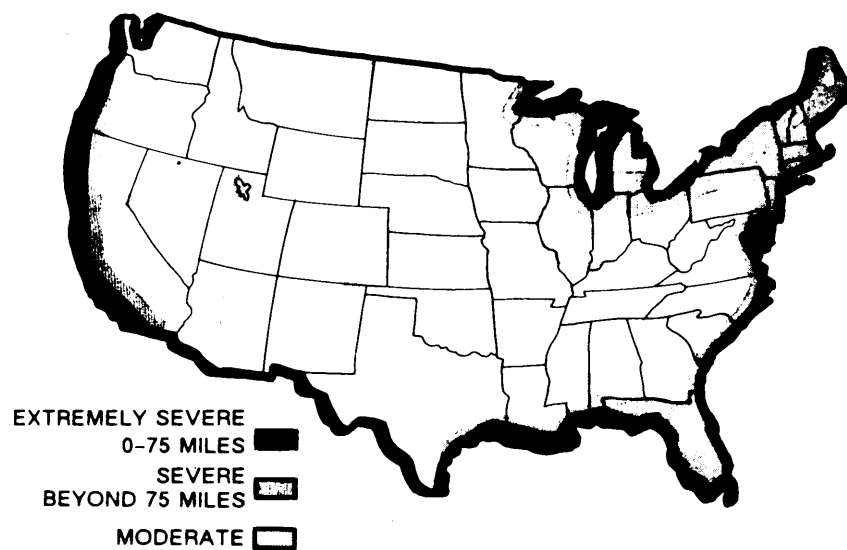 EXTREMELY SEVERE
0-75 MILES
SEVERE
BEYOND 75 MILES
MODERATE